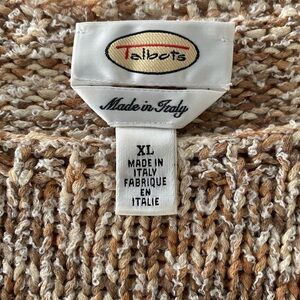 Talbots
Made in Italy
XL
MADE IN
ITALY
FABRIQUE
EN
ITALIE